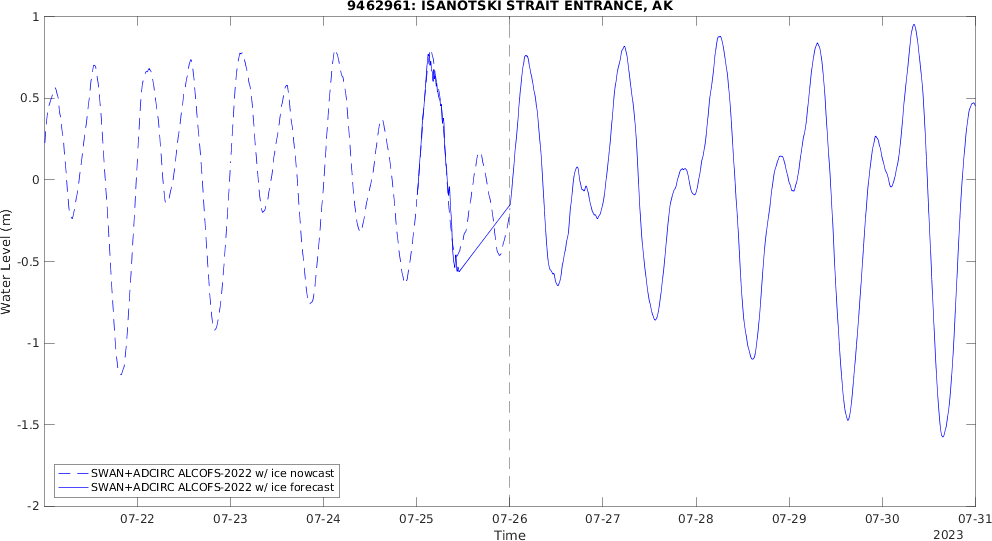 9462961: ISANOTSKI STRAIT ENTRANCE, AK
1
0.5
0
-0.5
-1
-1.5
-2
Water Level (m)
SWAN+ADCIRC ALCOFS-2022 w/ ice nowcast
SWAN+ADCIRC ALCOFS-2022 w/ ice forecast
07-22 07-23 07-24 07-25 07-26 07-27 07-28 07-29 07-30 07-31
Time
2023